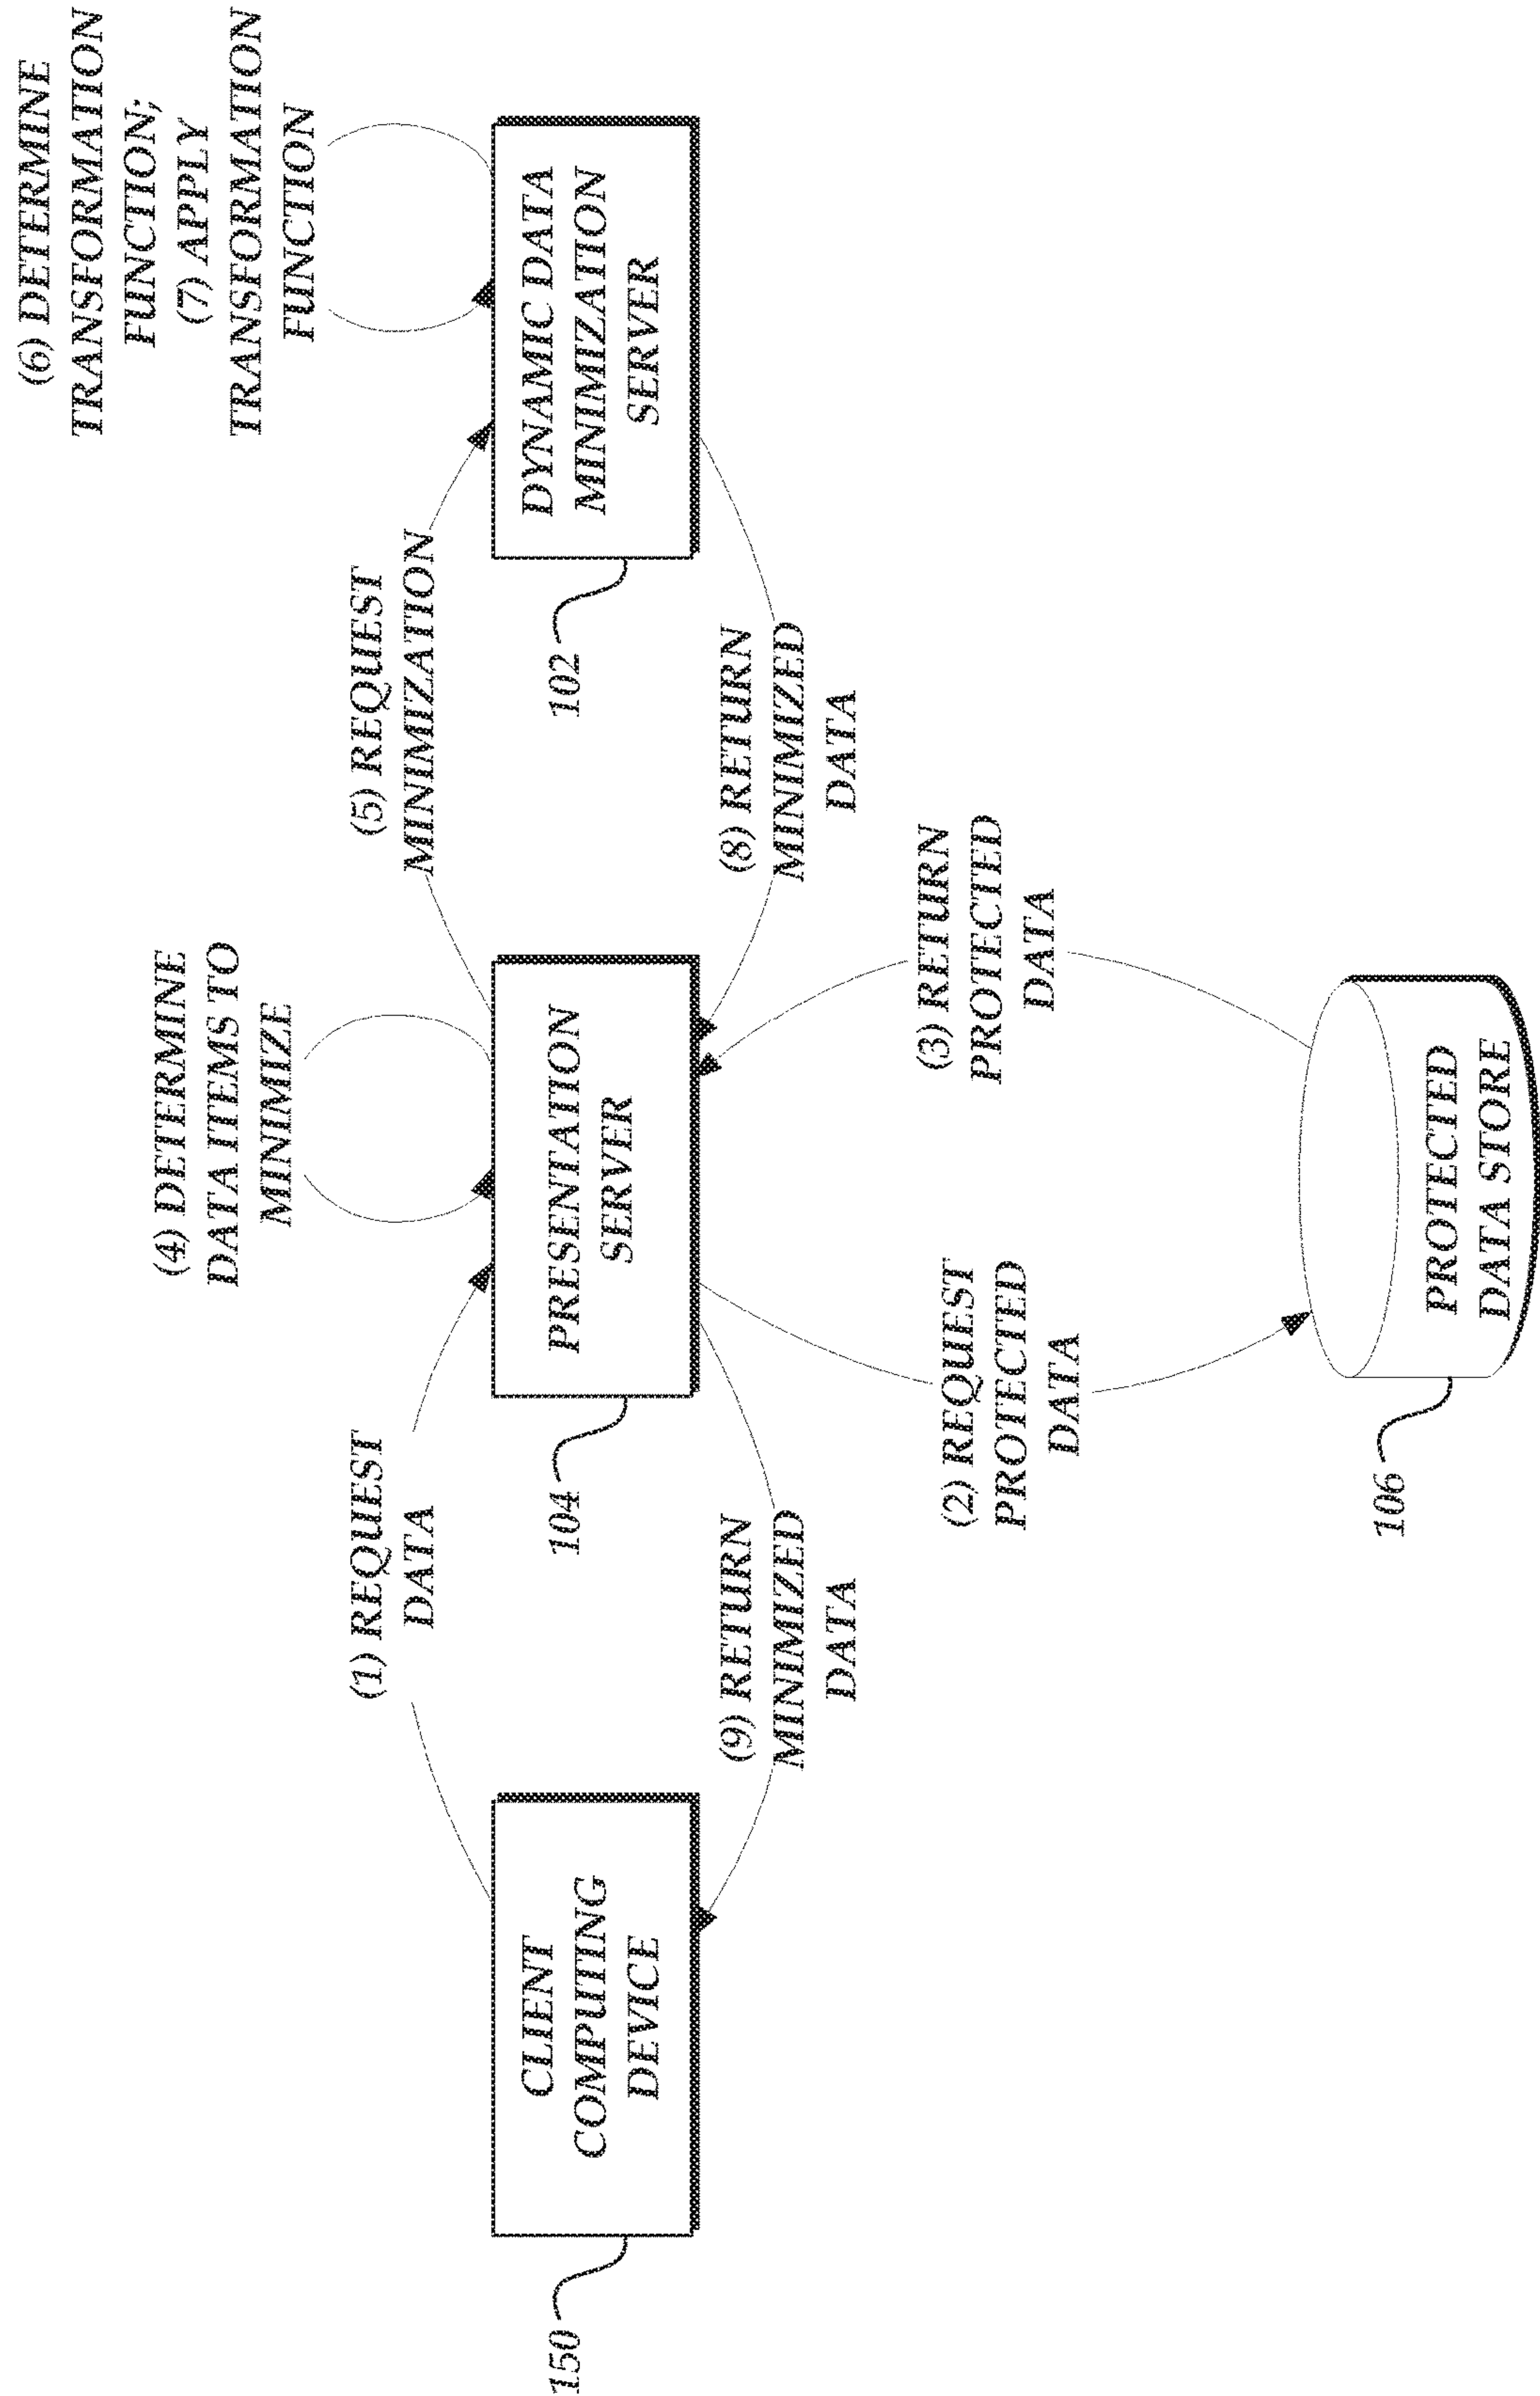 (6) DETERMINE
TRANSFORMATION
FUNCTION;
(7) APPLY
TRANSFORMATION
FUNCTION
(4) DETERMINE
DATA ITEMS TO
MINIMIZE
(1) REQUEST
DATA
(5) REQUEST
MINIMIZATION
CLIENT
COMPUTING
DEVICE
150
PRESENTATION
SERVER
104
DYNAMIC DATA
MINIMIZATION
SERVER
102
(9) RETURN
MINIMIZED
DATA
(8) RETURN
MINIMIZED
DATA
(2) REQUEST
PROTECTED
DATA
(3) RETURN
PROTECTED
DATA
PROTECTED
DATA STORE
106